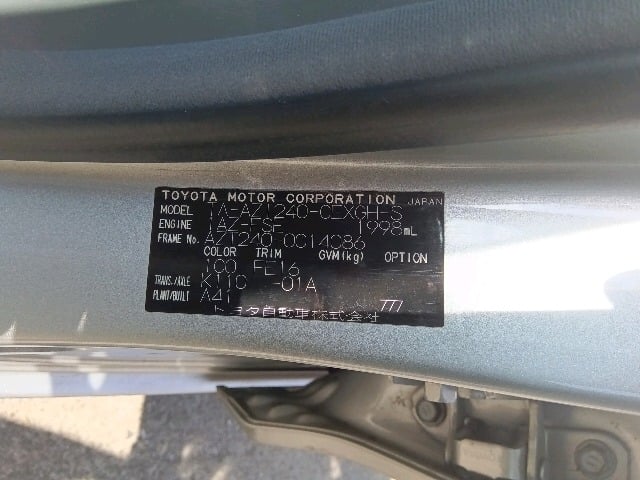 TOYOTA MOTOR CORPORATION JAPAN
MODEL TA-AZT240-CEXGH-S
ENGINE 1AZ-FSE 1998mL
FRAME No. AZT240-0014086
COLOR TRIM GVM(kg) OPTION
1C0 FE16
TRANS./AXLE K110 -01A
PLANT/BUILT A41
トヨタ自動車株式会社 777